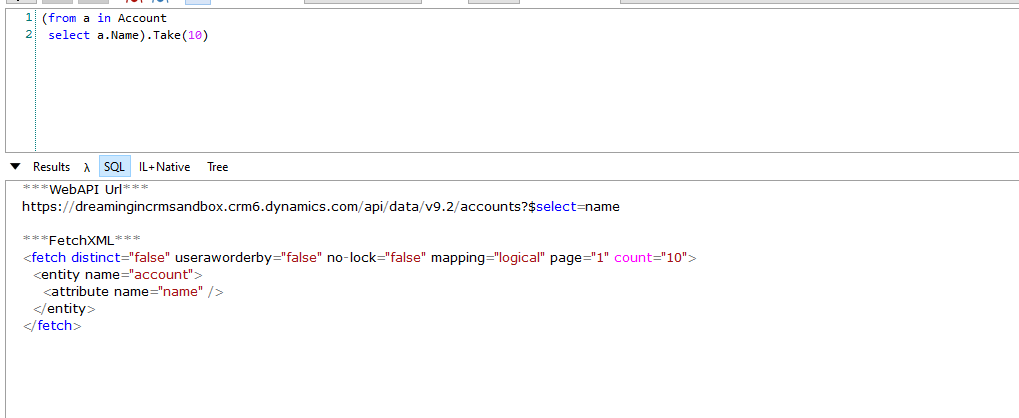 1 (from a in Account
2 select a.Name).Take(10)
Results λ SQL IL+Native Tree
***WebAPI Url***
https://dreamingincrmsandbox.crm6.dynamics.com/api/data/v9.2/accounts?$select=name
***FetchXML***
<fetch distinct="false" useraworderby="false" no-lock="false" mapping="logical" page="1" count="10">
<entity name="account">
<attribute name="name" />
</entity>
</fetch>